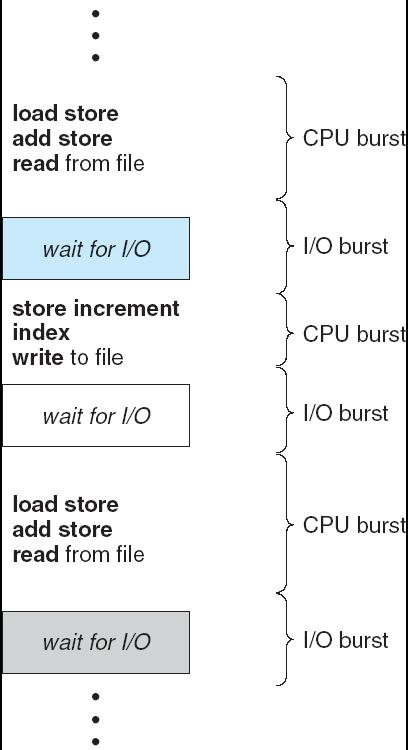 load store
add store
read from file
CPU burst
wait for I/O
I/O burst
store increment
index
write to file
CPU burst
wait for I/O
I/O burst
load store
add store
read from file
CPU burst
wait for I/O
I/O burst